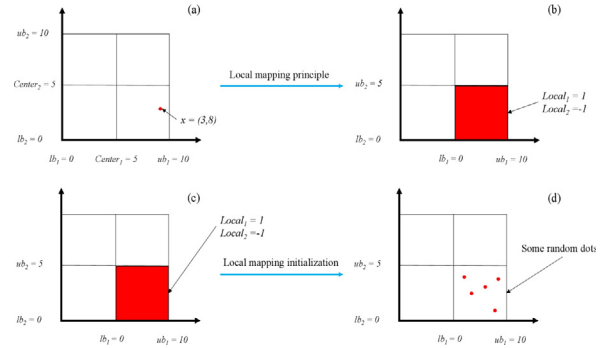 (a)
ub₂ = 10
Center₂ = 5
x = (3,8)
lb₂ = 0
lb₁ = 0 Center₁ = 5 ub₁ = 10
Local mapping principle
(b)
ub₂ = 5
Local₁ = 1
Local₂ =-1
lb₂ = 0
lb₁ = 0 ub₁ = 10
(c)
Local₁ = 1
Local₂ =-1
ub₂ = 5
lb₂ = 0
lb₁ = 0 ub₁ = 10
Local mapping initialization
(d)
Some random dots
ub₂ = 5
lb₂ = 0
lb₁ = 0 ub₁ = 10